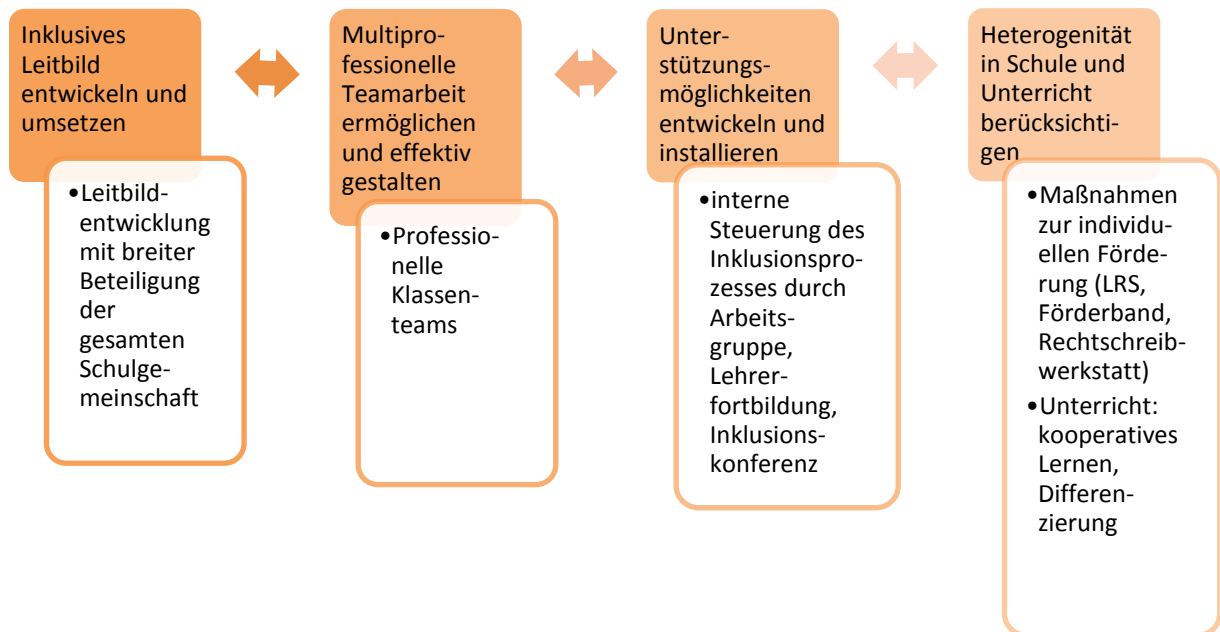 Inklusives
Leitbild
entwickeln und
umsetzen
•Leitbild-
entwicklung
mit breiter
Beteiligung
der
gesamten
Schulge-
meinschaft
Multipro-
fessionelle
Teamarbeit
ermöglichen
und effektiv
gestalten
•Professio-
nelle
Klassen-
teams
Unter-
stützungs-
möglichkeiten
entwickeln und
installieren
•interne
Steuerung des
Inklusionspro-
zesses durch
Arbeits-
gruppe,
Lehrer-
fortbildung,
Inklusions-
konferenz
Heterogenität
in Schule und
Unterricht
berücksichti-
gen
•Maßnahmen
zur individu-
ellen Förde-
rung (LRS,
Förderband,
Rechtschreib-
werkstatt)
•Unterricht:
kooperatives
Lernen,
Differen-
zierung